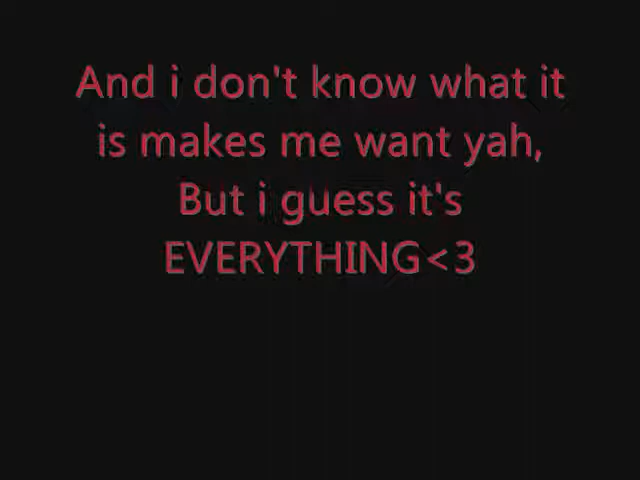 And i don't know what it
is makes me want yah,
But i guess it's
EVERYTHING<3